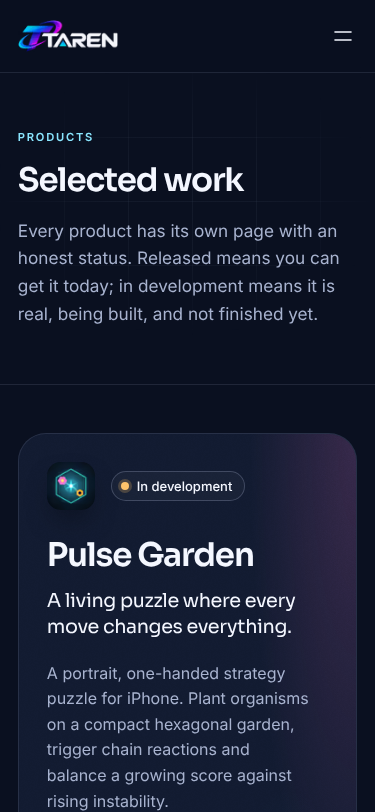 TAREN
PRODUCTS
Selected work
Every product has its own page with an
honest status. Released means you can
get it today; in development means it is
real, being built, and not finished yet.
In development
Pulse Garden
A living puzzle where every
move changes everything.
A portrait, one-handed strategy
puzzle for iPhone. Plant organisms
on a compact hexagonal garden,
trigger chain reactions and
balance a growing score against
rising instability.